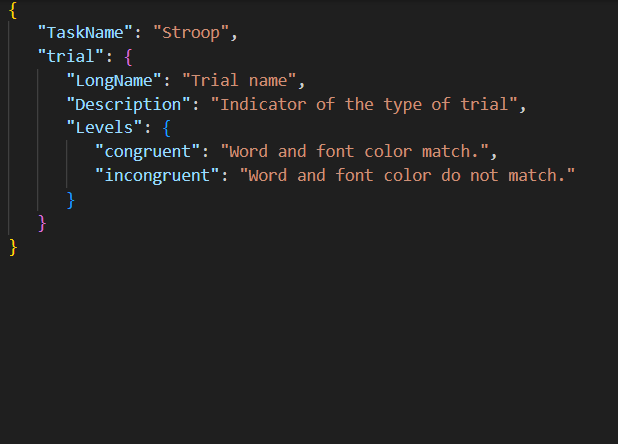 {
"TaskName": "Stroop",
"trial": {
"LongName": "Trial name",
"Description": "Indicator of the type of trial",
"Levels": {
"congruent": "Word and font color match.",
"incongruent": "Word and font color do not match."
}
}
}